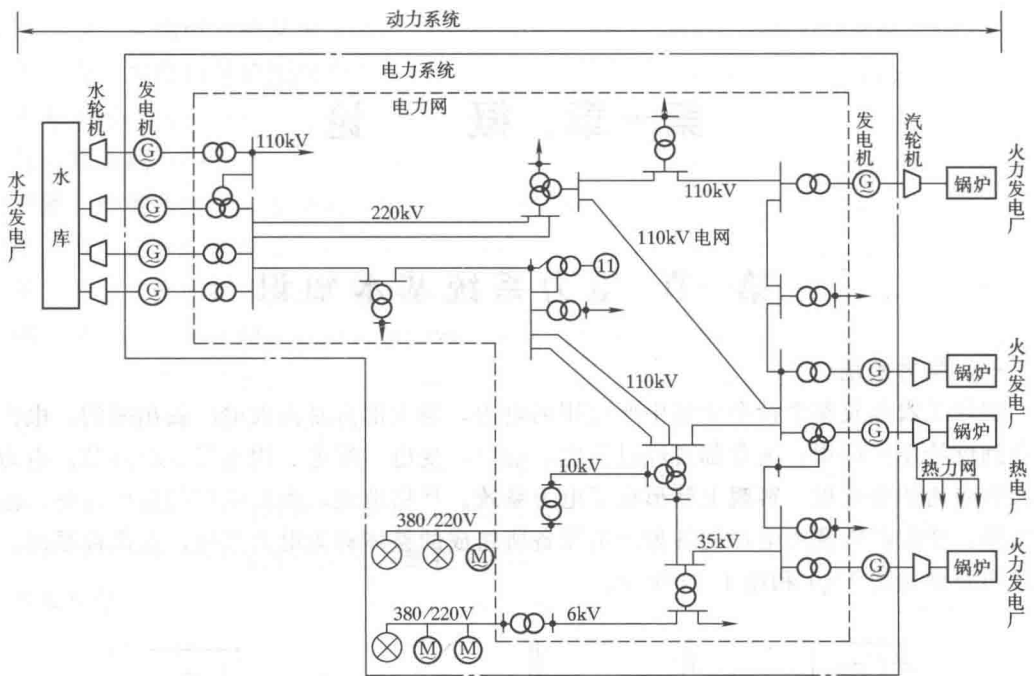 动力系统
电力系统
电力网
水轮机
发电机
发电机
汽轮机
水力发电厂
水库
G
G
G
G
110kV
220kV
110kV
110kV电网
11
110kV
10kV
35kV
6kV
380/220V
M
380/220V
M
M
G
G
G
G
锅炉
锅炉
锅炉
锅炉
火力发电厂
火力发电厂
热力网
热电厂
火力发电厂